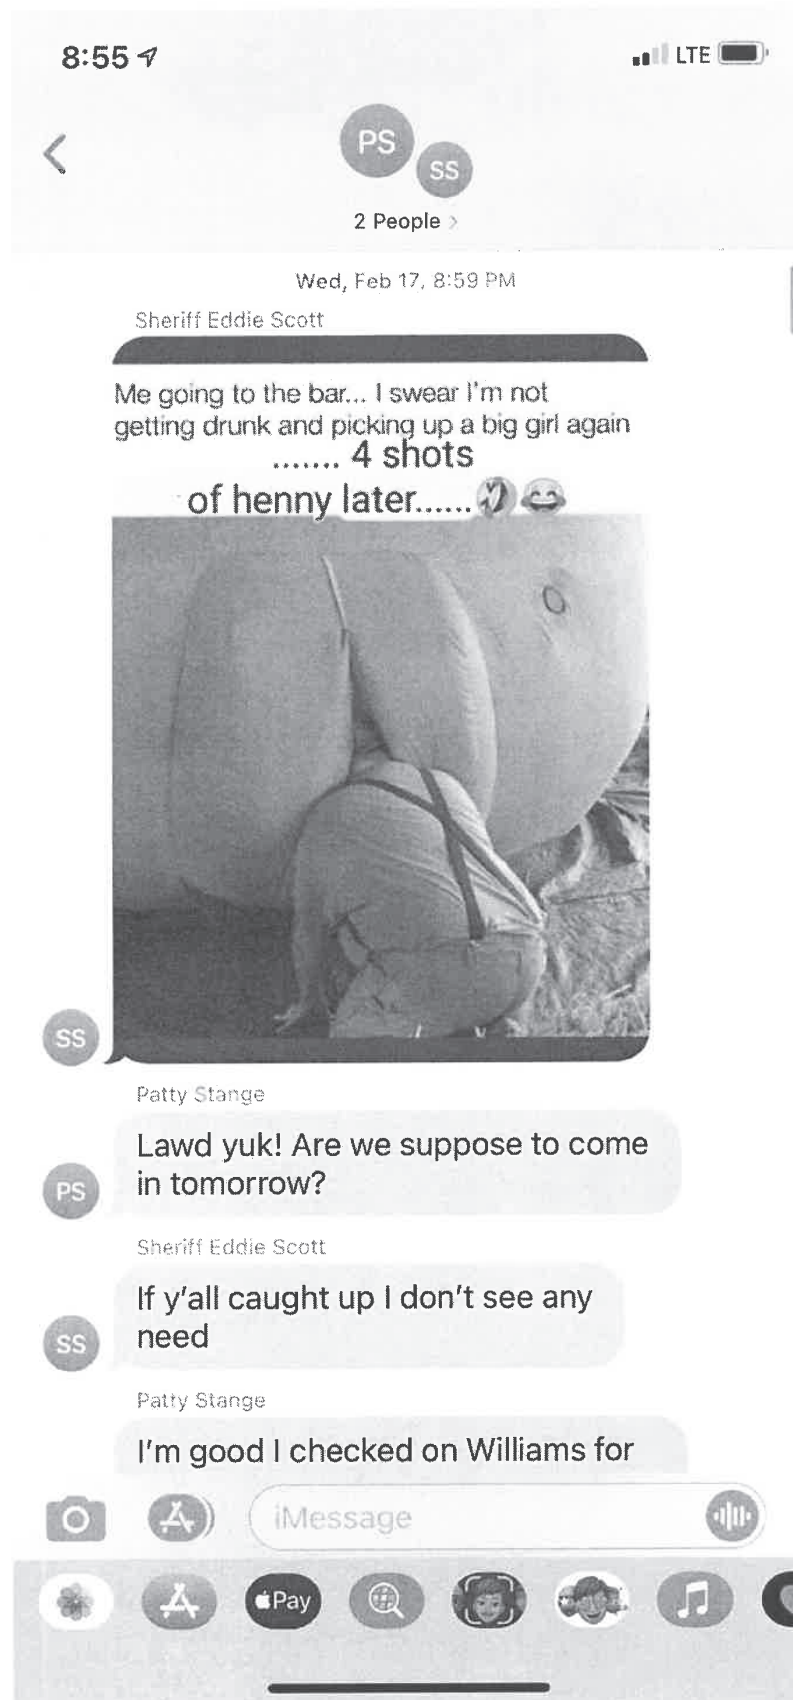 8:55
LTE
PS
SS
2 People
Wed, Feb 17, 8:59 PM
Sheriff Eddie Scott
Me going to the bar... I swear I'm not
getting drunk and picking up a big girl again
....... 4 shots
of henny later......🤣😂
SS
Patty Stange
Lawd yuk! Are we suppose to come
in tomorrow?
PS
Sheriff Eddie Scott
If y'all caught up I don't see any
need
SS
Patty Stange
I'm good I checked on Williams for
iMessage
Pay